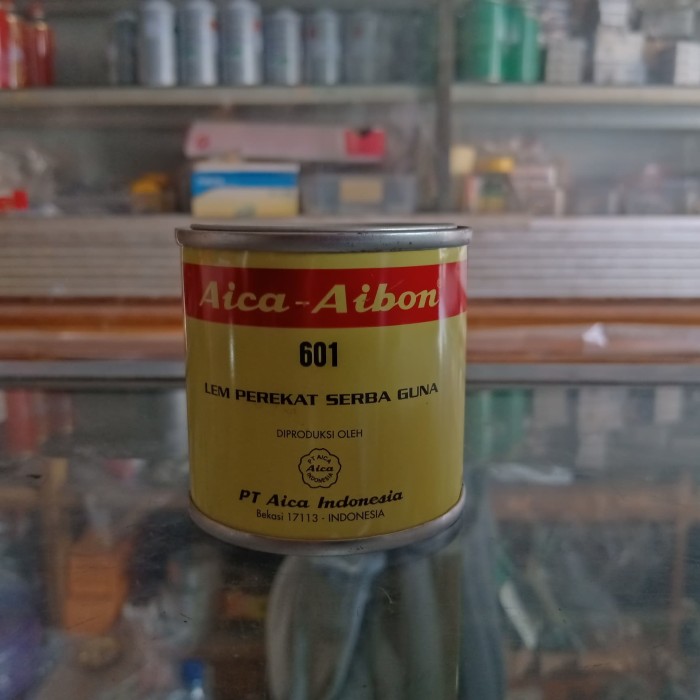 Aica-Aibon
601
LEM PEREKAT SERBA GUNA
DIPRODUKSI OLEH
PT AICA
Aica
INDONESIA
PT Aica Indonesia
Bekasi 17113 - INDONESIA